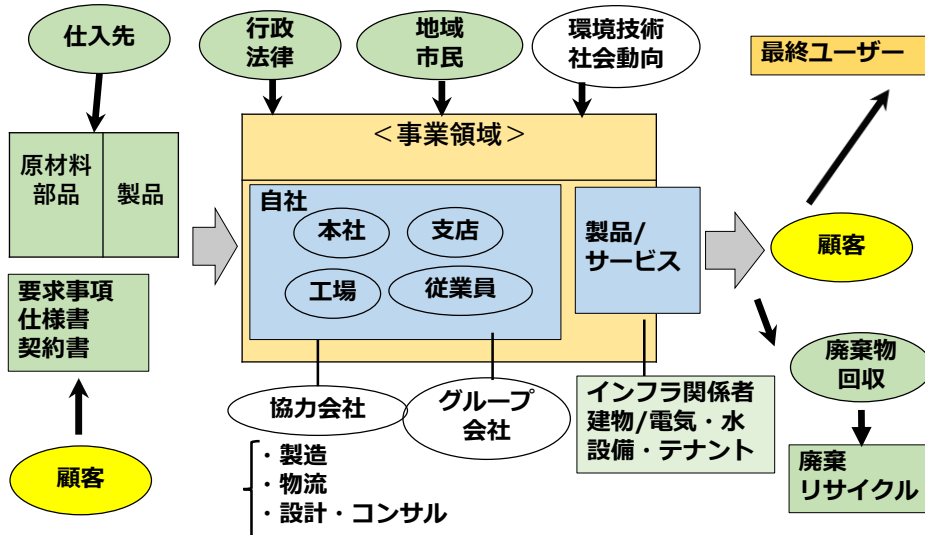 仕入先
行政
法律
地域
市民
環境技術
社会動向
最終ユーザー
<事業領域>
原材料
部品
製品
自社
本社
支店
工場
従業員
製品/
サービス
顧客
要求事項
仕様書
契約書
顧客
協力会社
・製造
・物流
・設計・コンサル
グループ
会社
インフラ関係者
建物/電気・水
設備・テナント
廃棄物
回収
廃棄
リサイクル